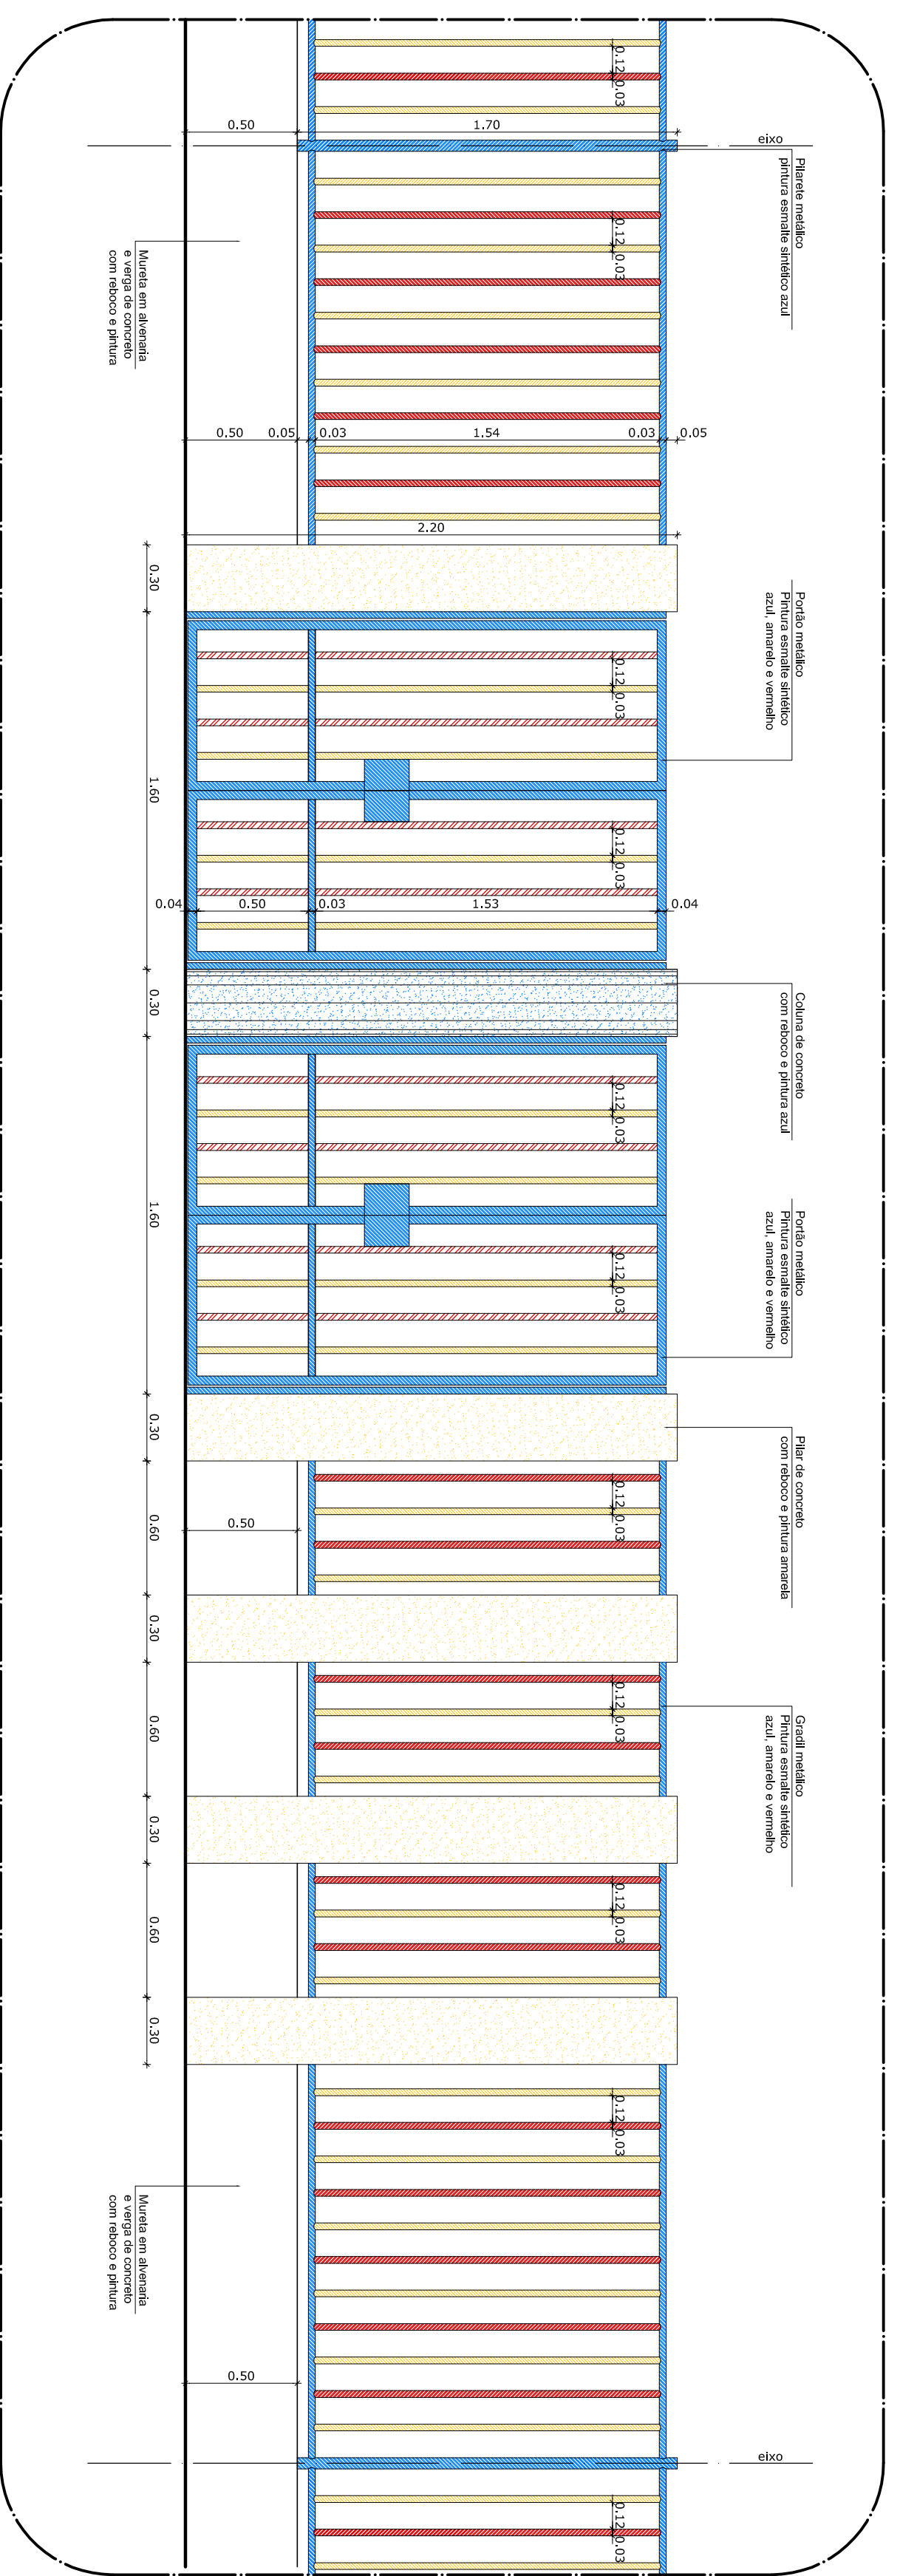 0.12 0.03
0.50
1.70
eixo
Pilarete metálico
pintura esmalte sintético azul
0.12 0.03
Mureta em alvenaria
e verga de concreto
com reboco e pintura
0.50
0.05
0.03
1.54
0.03
0.05
2.20
0.30
Portão metálico
Pintura esmalte sintético
azul, amarelo e vermelho
0.12 0.03
1.60
0.12 0.03
0.04
0.50
0.03
1.53
0.04
0.30
Coluna de concreto
com reboco e pintura azul
0.12 0.03
1.60
Portão metálico
Pintura esmalte sintético
azul, amarelo e vermelho
0.12 0.03
0.30
Pilar de concreto
com reboco e pintura amarela
0.12 0.03
0.50
0.60
0.30
0.12 0.03
Gradil metálico
Pintura esmalte sintético
azul, amarelo e vermelho
0.60
0.30
0.12 0.03
0.60
0.30
0.12 0.03
Mureta em alvenaria
e verga de concreto
com reboco e pintura
0.50
eixo
0.12 0.03